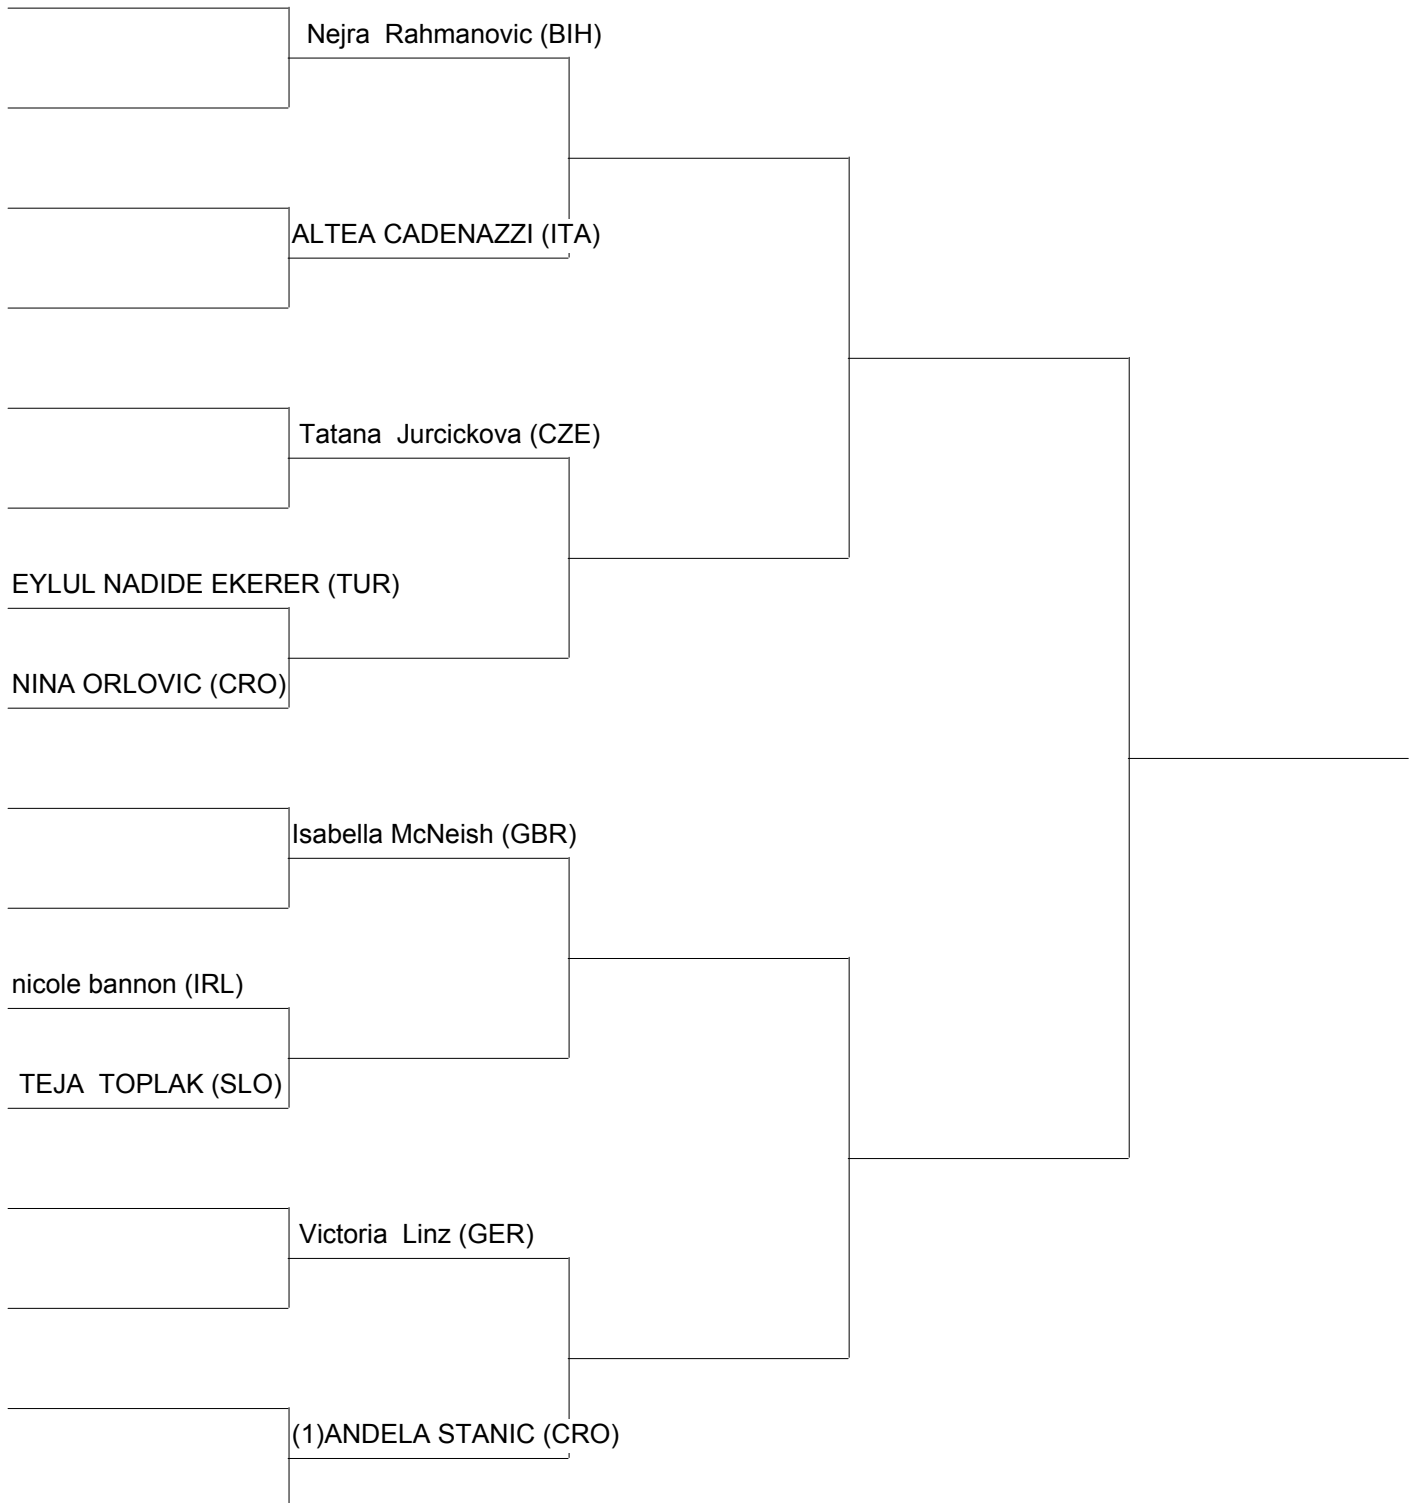 Nejra  Rahmanovic (BIH)
ALTEA CADENAZZI (ITA)
Tatana  Jurcickova (CZE)
EYLUL NADIDE EKERER (TUR)
NINA ORLOVIC (CRO)
Isabella McNeish (GBR)
nicole bannon (IRL)
TEJA  TOPLAK (SLO)
Victoria  Linz (GER)
(1)ANDELA STANIC (CRO)